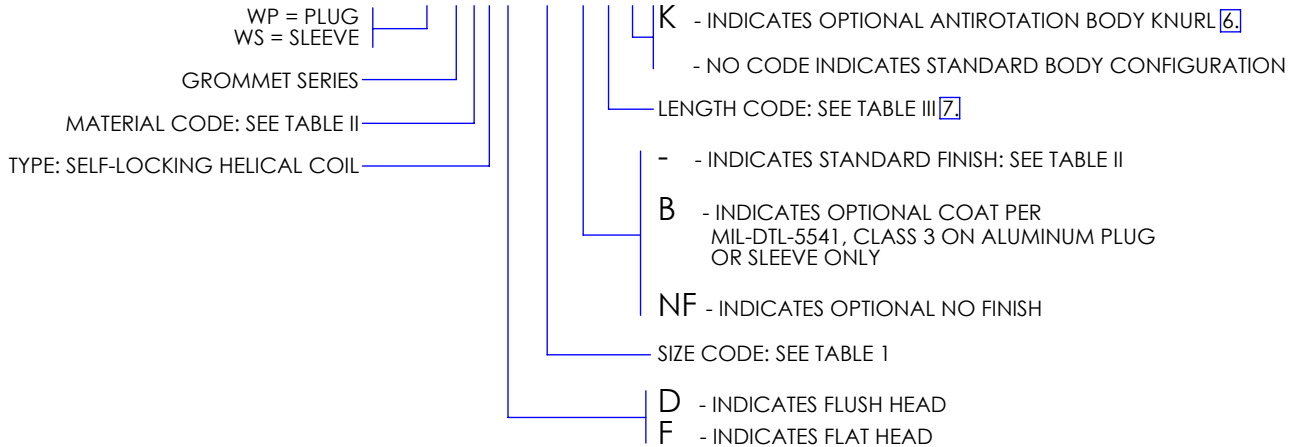 WP = PLUG
WS = SLEEVE
GROMMET SERIES
MATERIAL CODE: SEE TABLE II
TYPE: SELF-LOCKING HELICAL COIL
K - INDICATES OPTIONAL ANTIROTATION BODY KNURL 6.
- NO CODE INDICATES STANDARD BODY CONFIGURATION
LENGTH CODE: SEE TABLE III 7.
- - INDICATES STANDARD FINISH: SEE TABLE II
B - INDICATES OPTIONAL COAT PER
MIL-DTL-5541, CLASS 3 ON ALUMINUM PLUG
OR SLEEVE ONLY
NF - INDICATES OPTIONAL NO FINISH
SIZE CODE: SEE TABLE 1
D - INDICATES FLUSH HEAD
F - INDICATES FLAT HEAD